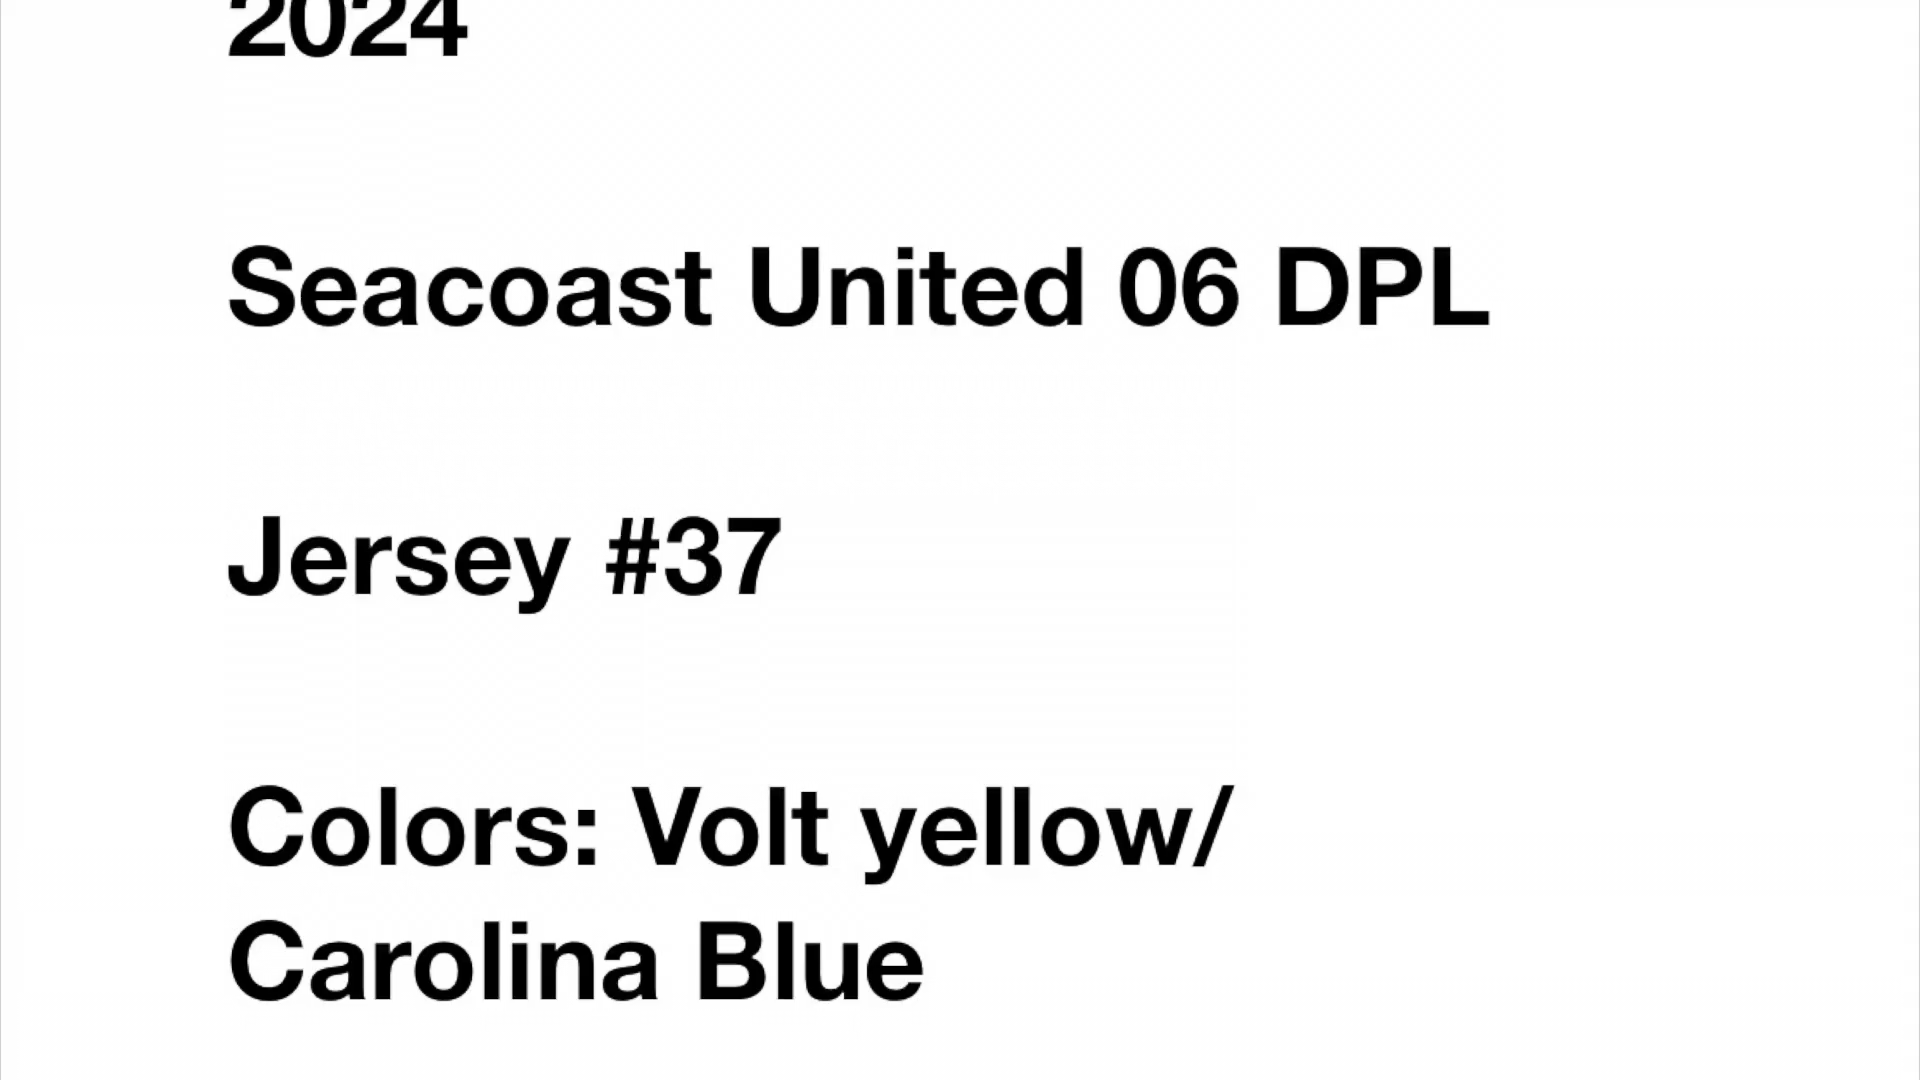 2024
Seacoast United 06 DPL
Jersey #37
Colors: Volt yellow/
Carolina Blue